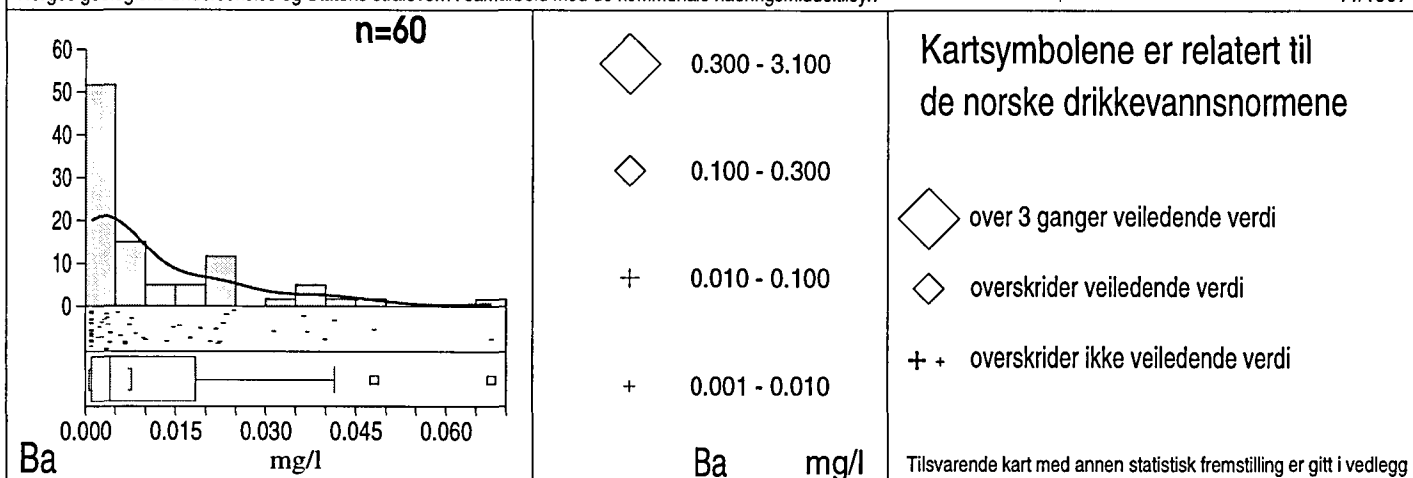 n=60
60
50
40
30
20
10
0
0.000 0.015 0.030 0.045 0.060
Ba mg/l
0.300 - 3.100
0.100 - 0.300
0.010 - 0.100
0.001 - 0.010
Ba mg/l
Kartsymbolene er relatert til
de norske drikkevannsnormene
over 3 ganger veiledende verdi
overskrider veiledende verdi
overskrider ikke veiledende verdi
Tilsvarende kart med annen statistisk fremstilling er gitt i vedlegg